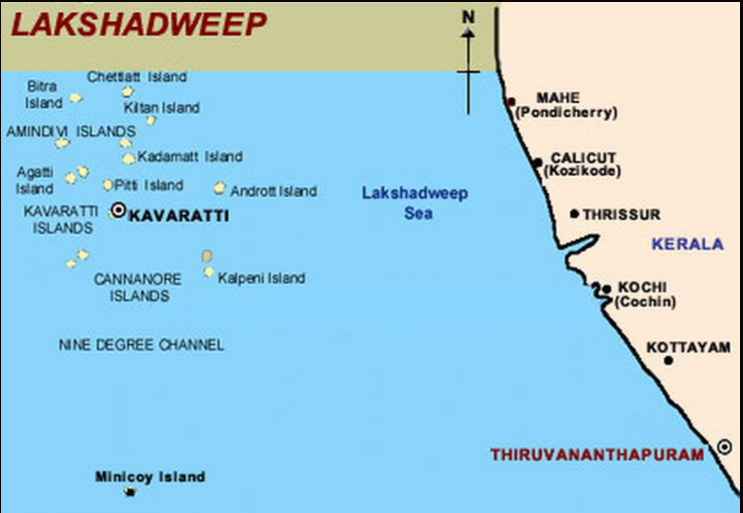 LAKSHADWEEP
N
Chettlatt Island
Bitra
Island
Kiltan Island
MAHE
(Pondicherry)
AMINDIVI ISLANDS
Kadamatt Island
CALICUT
(Kozikode)
Agatti
Island
Pitti Island
Andrott Island
Lakshadweep
Sea
KAVARATTI
ISLANDS
KAVARATTI
THRISSUR
KERALA
CANNANORE
ISLANDS
Kalpeni Island
KOCHI
(Cochin)
NINE DEGREE CHANNEL
KOTTAYAM
THIRUVANANTHAPURAM
Minicoy Island